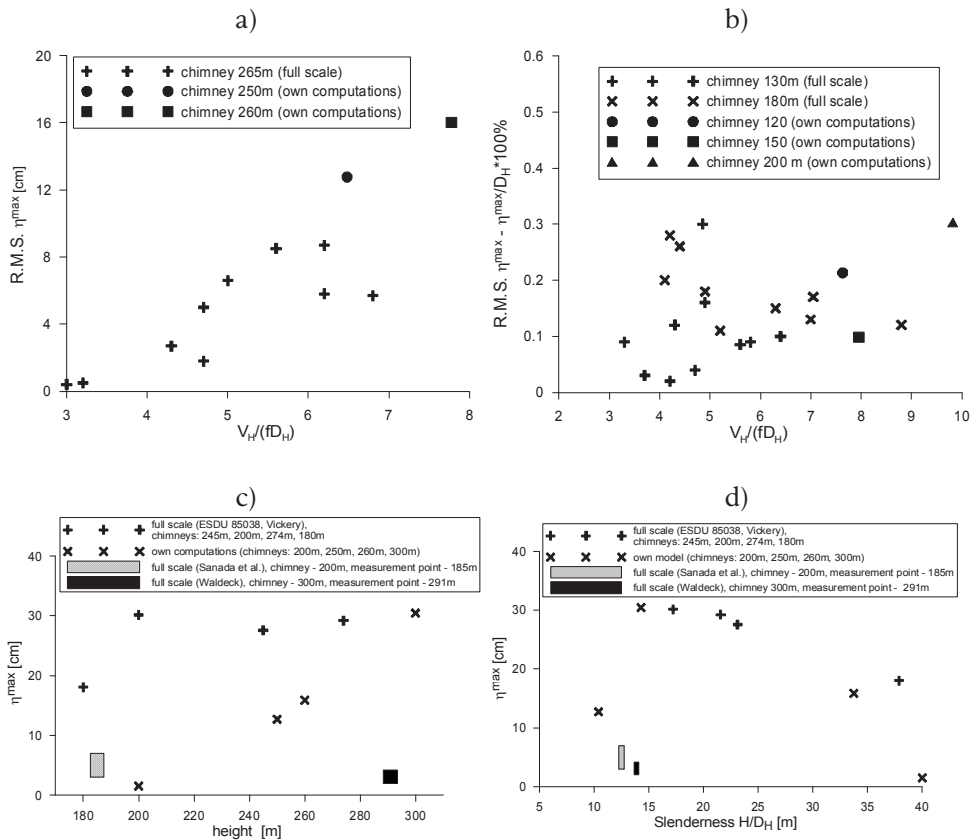 a)
20
16
12
8
4
0
R.M.S. η^max [cm]
chimney 265m (full scale)
chimney 250m (own computations)
chimney 260m (own computations)
3 4 5 6 7 8
V_H/(fD_H)
b)
0.6
0.5
0.4
0.3
0.2
0.1
0
R.M.S. η^max - η^max/D_H*100%
chimney 130m (full scale)
chimney 180m (full scale)
chimney 120 (own computations)
chimney 150 (own computations)
chimney 200 m (own computations)
2 3 4 5 6 7 8 9 10
V_H/(fD_H)
c)
full scale (ESDU 85038, Vickery),
chimneys: 245m, 200m, 274m, 180m
own computations (chimneys: 200m, 250m, 260m, 300m)
full scale (Sanada et al.), chimney - 200m, measurement point - 185m
full scale (Waldeck), chimney - 300m, measurement point - 291m
40
30
20
10
0
η^max [cm]
180 200 220 240 260 280 300
height [m]
d)
full scale (ESDU 85038, Vickery),
chimneys: 245m, 200m, 274m, 180m
own model (chimneys: 200m, 250m, 260m, 300m)
full scale (Sanada et al.), chimney - 200m, measurement point - 185m
full scale (Waldeck), chimney 300m, measurement point - 291m
40
30
20
10
0
η^max [cm]
5 10 15 20 25 30 35 40
Slenderness H/D_H [m]